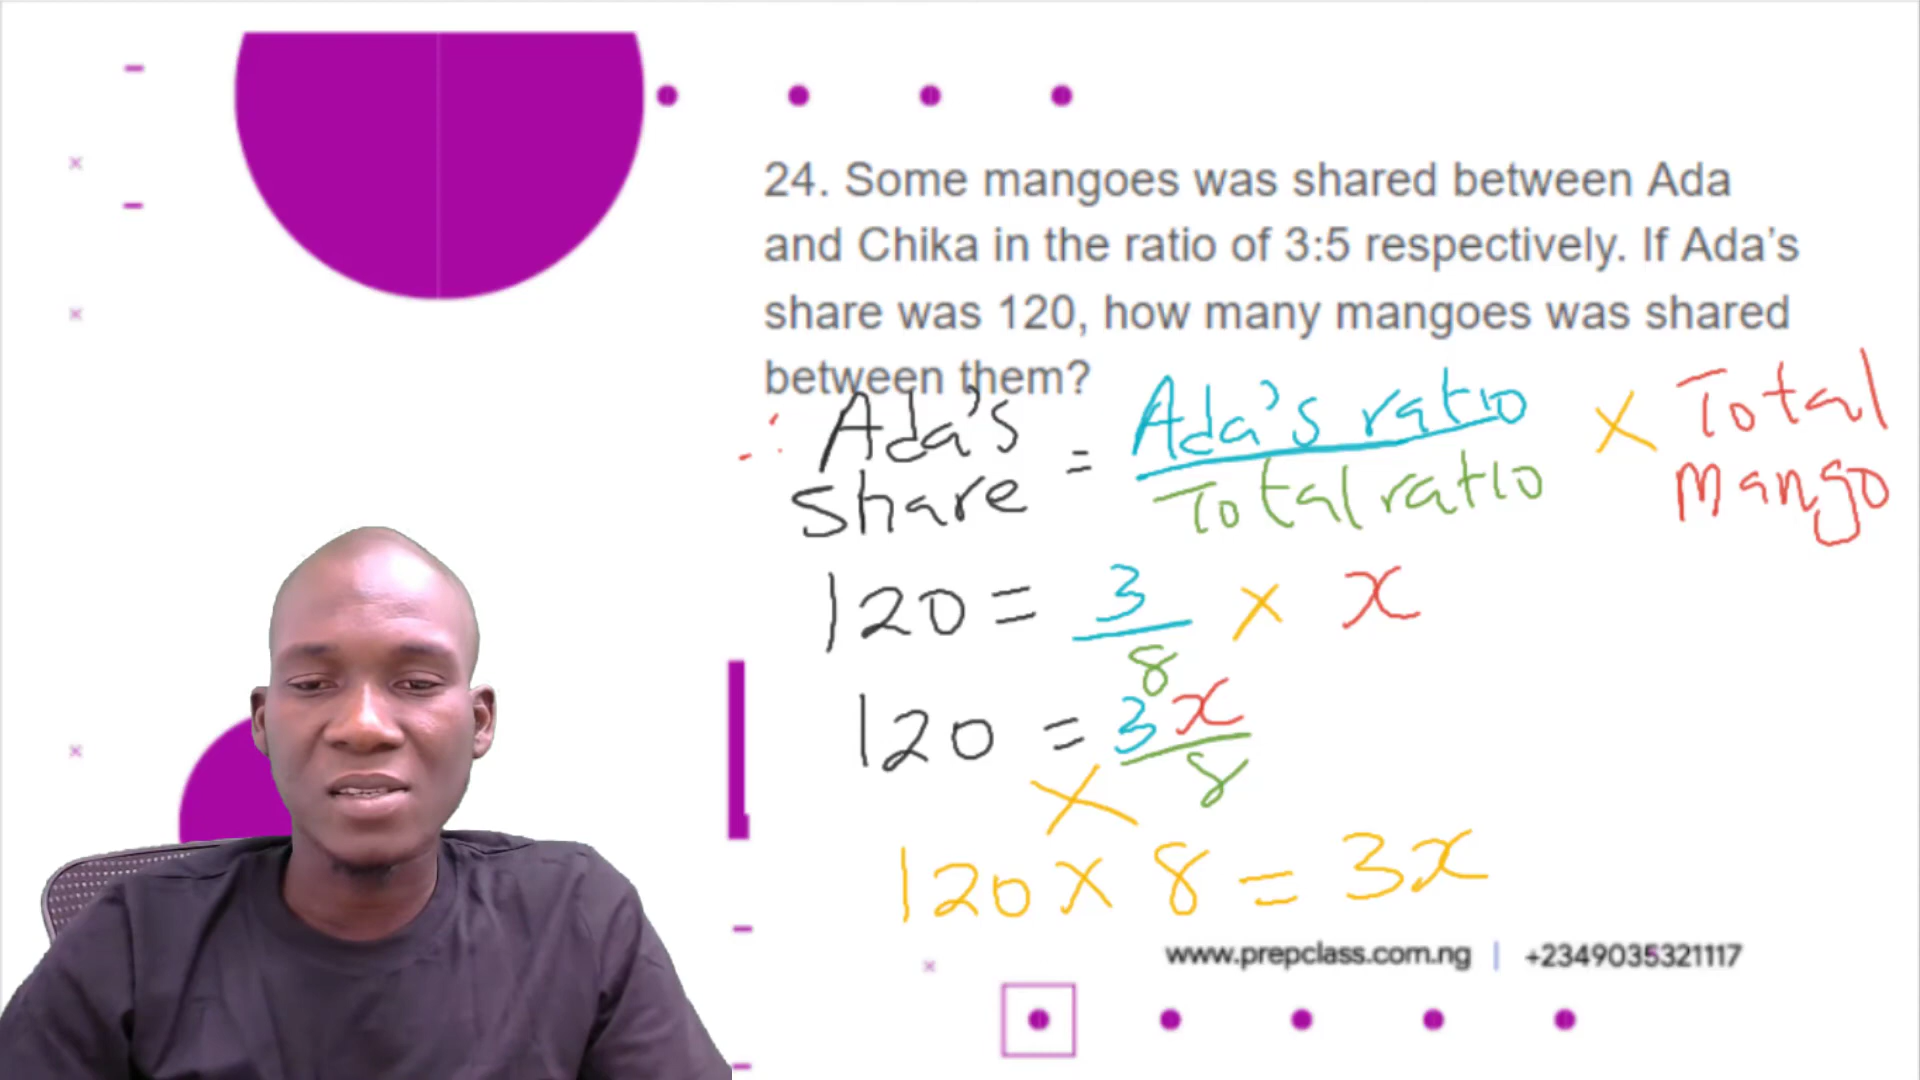 24. Some mangoes was shared between Ada
and Chika in the ratio of 3:5 respectively. If Ada's
share was 120, how many mangoes was shared
between them?
∴ Ada's share = Ada's ratio / Total ratio × Total Mango
120 = 3/8 × x
120 = 3x/8
120 × 8 = 3x
www.prepclass.com.ng | +2349035321117